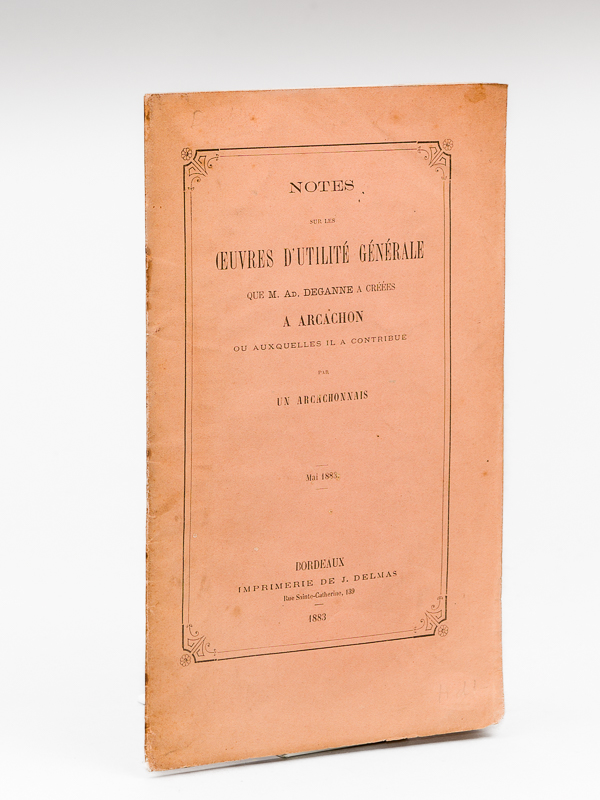 NOTES
SUR LES
ŒUVRES D'UTILITÉ GÉNÉRALE
QUE M. AD. DEGANNE A CRÉÉES
A ARCACHON
OU AUXQUELLES IL A CONTRIBUÉ
PAR
UN ARCACHONNAIS
Mai 1883.
BORDEAUX
IMPRIMERIE DE J. DELMAS
Rue Sainte-Catherine, 139
1883